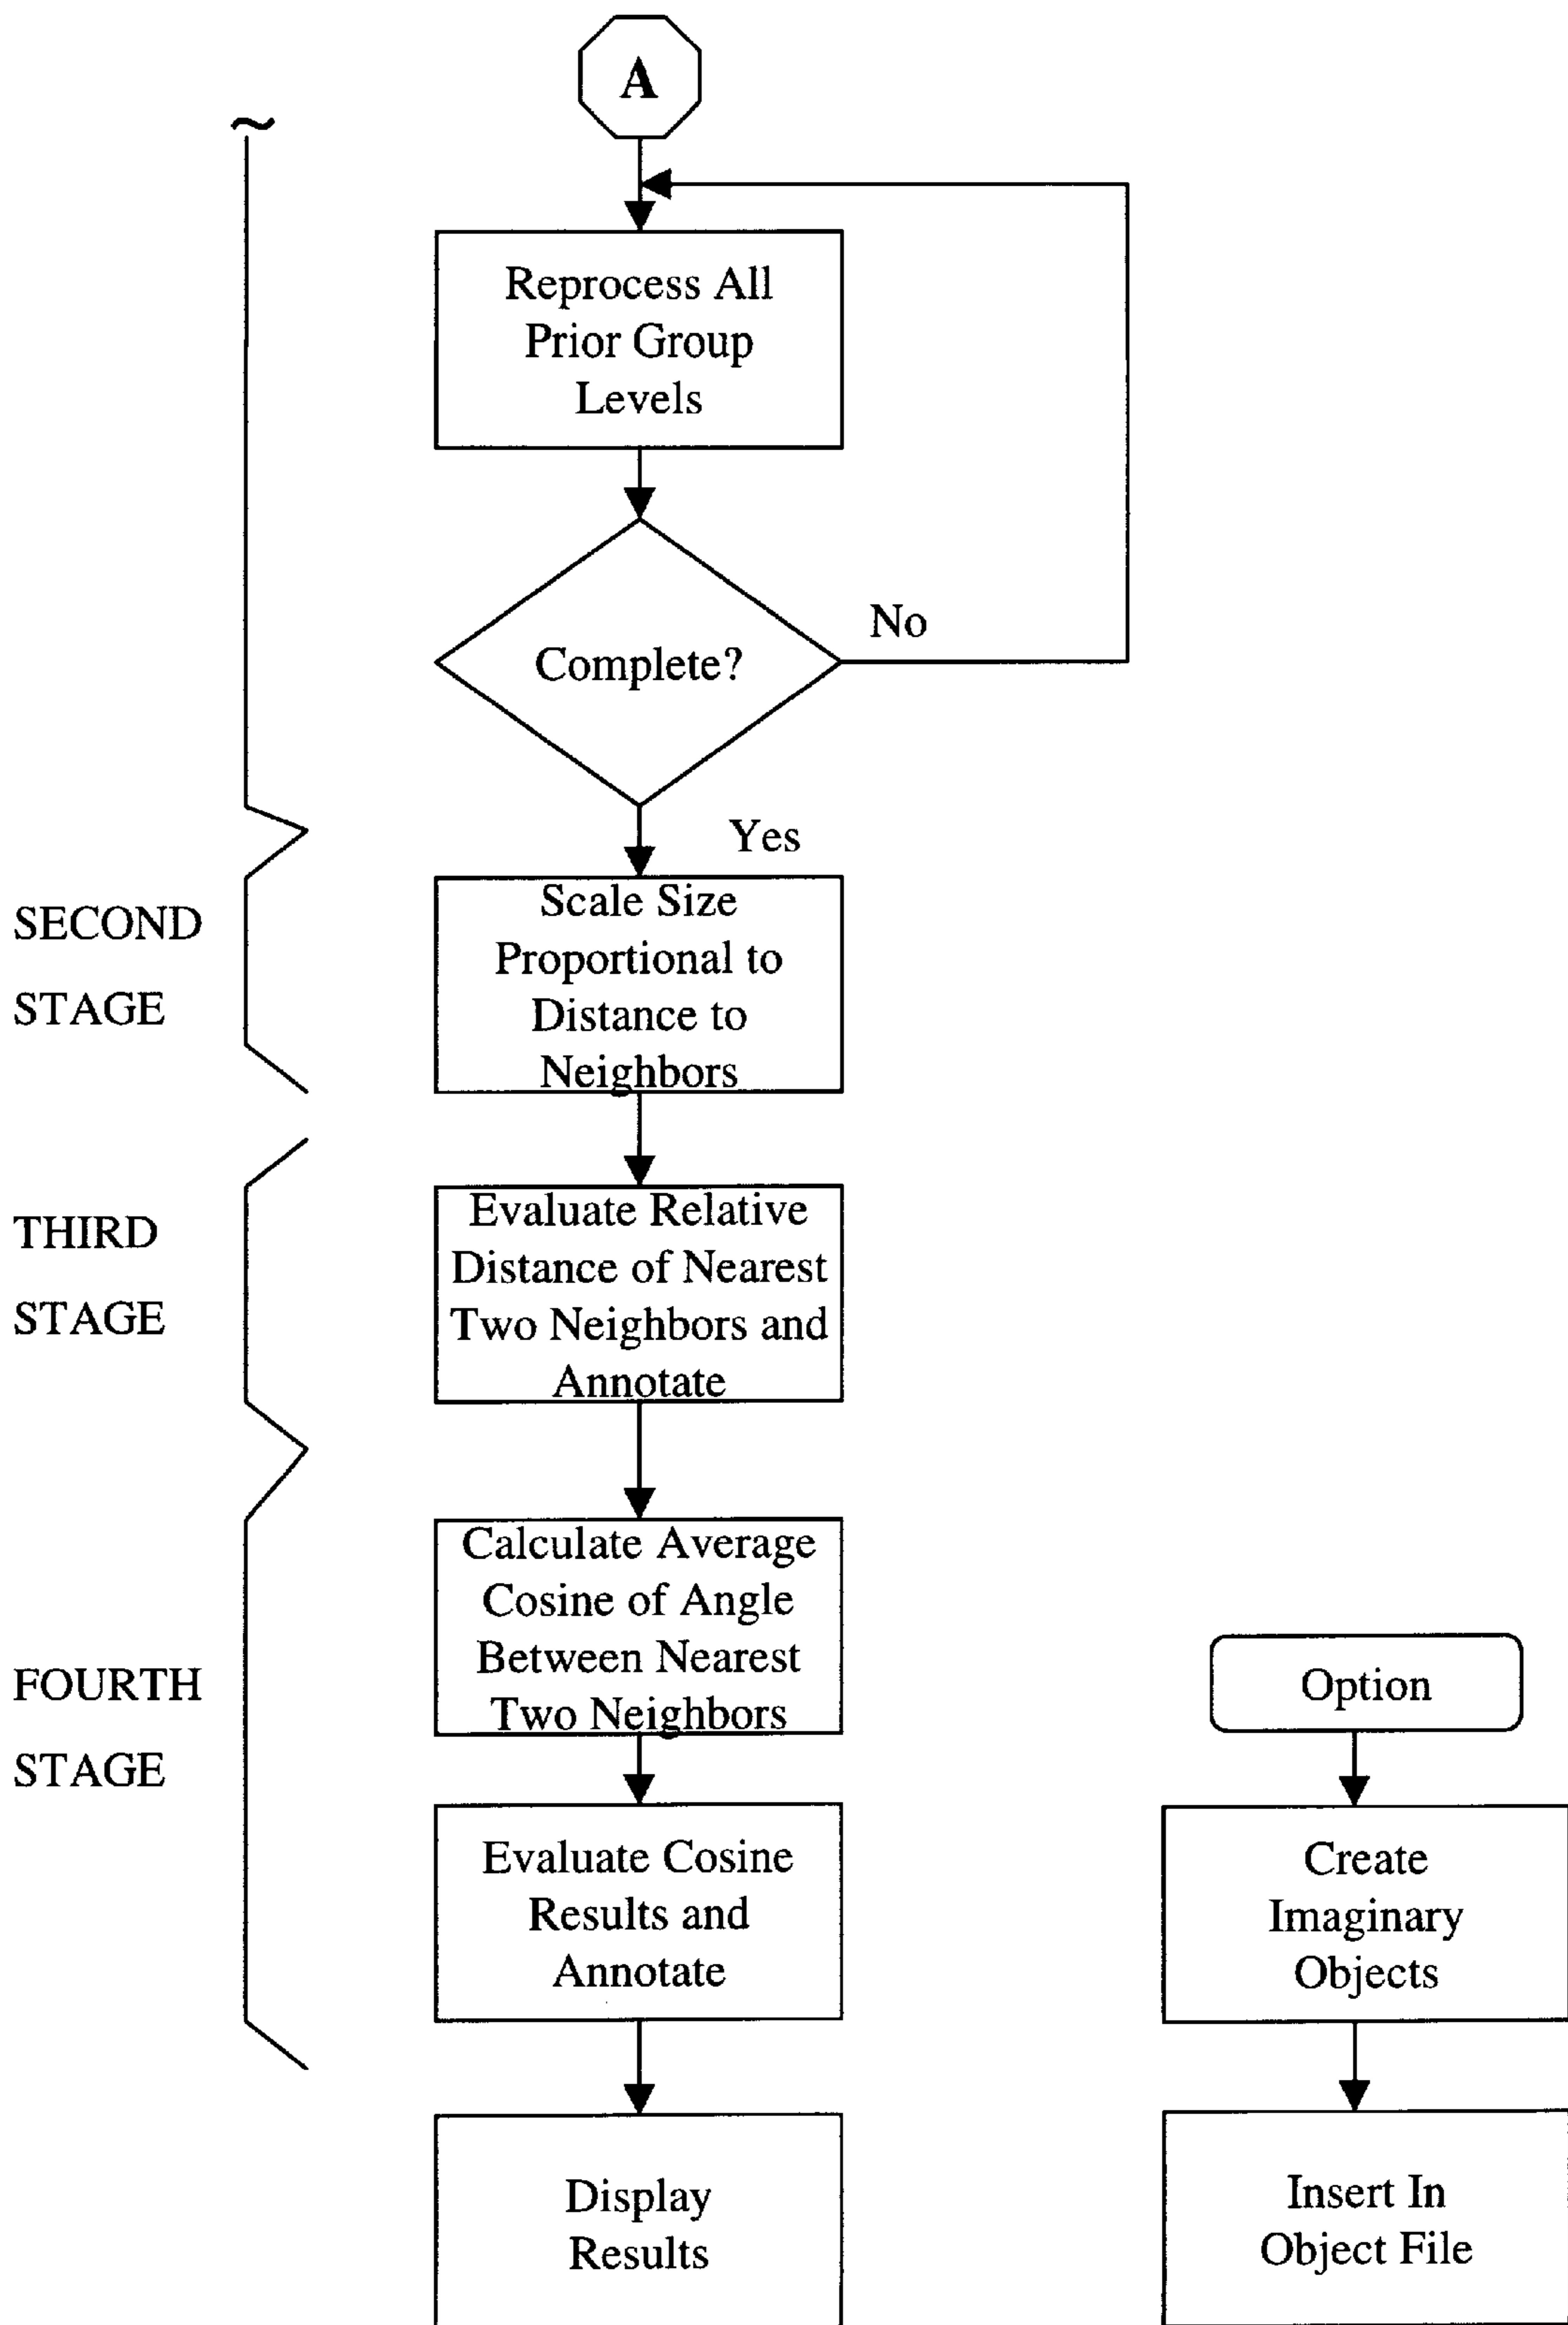 A
Reprocess All
Prior Group
Levels
Complete?
No
Yes
SECOND
STAGE
Scale Size
Proportional to
Distance to
Neighbors
THIRD
STAGE
Evaluate Relative
Distance of Nearest
Two Neighbors and
Annotate
FOURTH
STAGE
Calculate Average
Cosine of Angle
Between Nearest
Two Neighbors
Evaluate Cosine
Results and
Annotate
Display
Results
Option
Create
Imaginary
Objects
Insert In
Object File